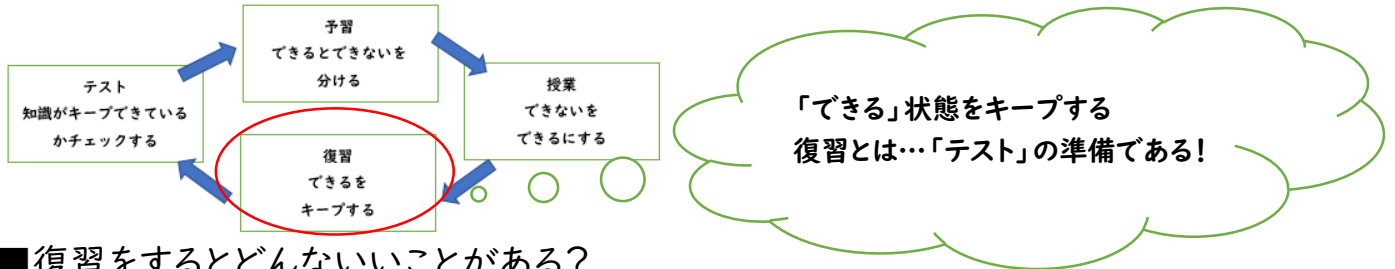 予習
できるとできないを
分ける
テスト
知識がキープできている
かチェックする
授業
できないを
できるにする
復習
できるを
キープする
「できる」状態をキープする
復習とは…「テスト」の準備である！
■復習をするとどんないいことがある？